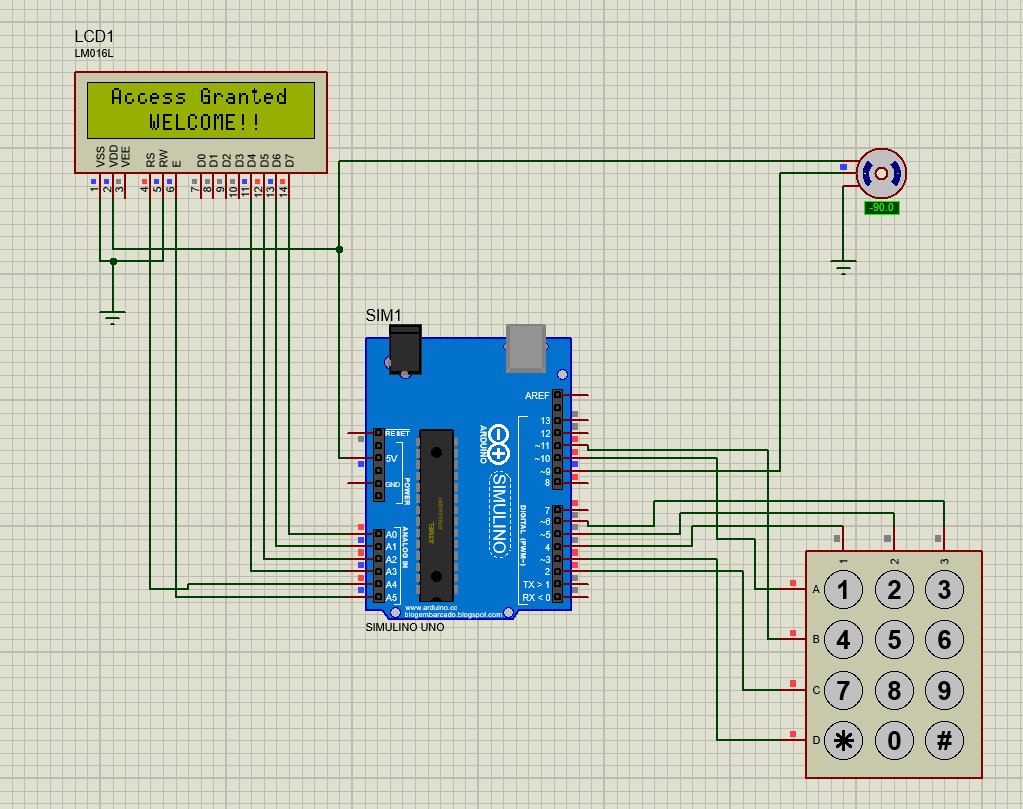 LCD1
LM016L
Access Granted
WELCOME!!
VSS VDD VEE RS RW E D0 D1 D2 D3 D4 D5 D6 D7
1 2 3 4 5 6 7 8 9 10 11 12 13 14
-90.0
SIM1
AREF
RESET
5V
GND
POWER
13
12
~11
~10
~9
8
7
~6
~5
4
~3
2
TX > 1
RX < 0
ARDUINO
SIMULINO
DIGITAL (PWM~)
ANALOG IN
A0
A1
A2
A3
A4
A5
ATMEL
www.arduino.cc
blogembarcado.blogspot.com
SIMULINO UNO
1 2 3
A 1 2 3
B 4 5 6
C 7 8 9
D * 0 #